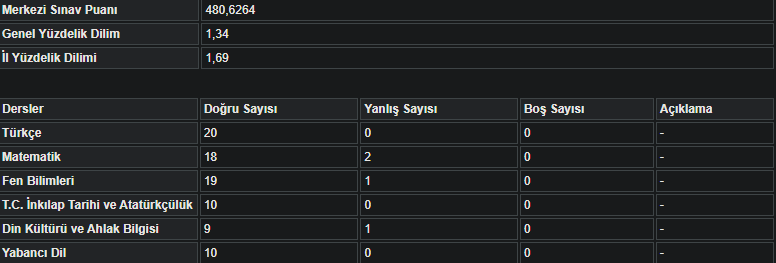 Merkezi Sınav Puanı 480,6264
Genel Yüzdelik Dilim 1,34
İl Yüzdelik Dilimi 1,69
Dersler Doğru Sayısı Yanlış Sayısı Boş Sayısı Açıklama
Türkçe 20 0 0 -
Matematik 18 2 0 -
Fen Bilimleri 19 1 0 -
T.C. İnkılap Tarihi ve Atatürkçülük 10 0 0 -
Din Kültürü ve Ahlak Bilgisi 9 1 0 -
Yabancı Dil 10 0 0 -